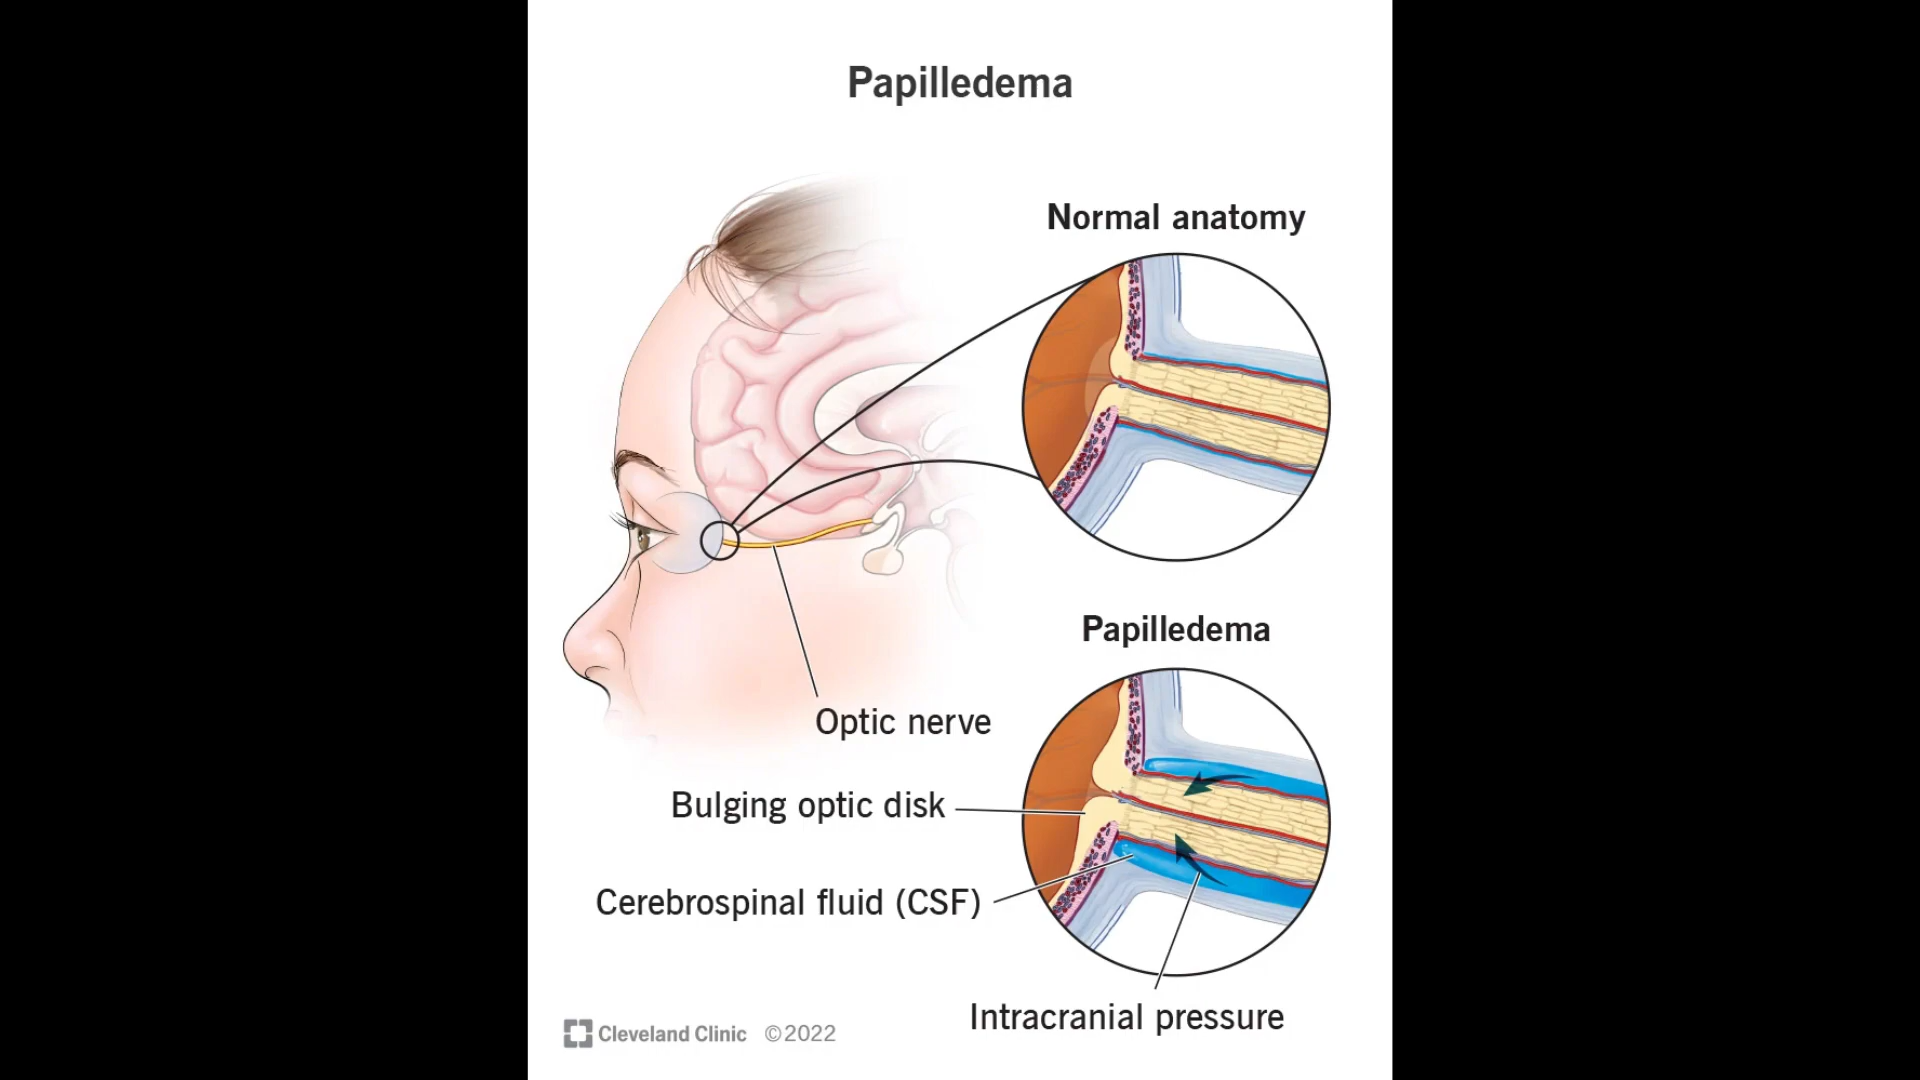 Papilledema
Normal anatomy
Papilledema
Optic nerve
Bulging optic disk
Cerebrospinal fluid (CSF)
Intracranial pressure
Cleveland Clinic ©2022